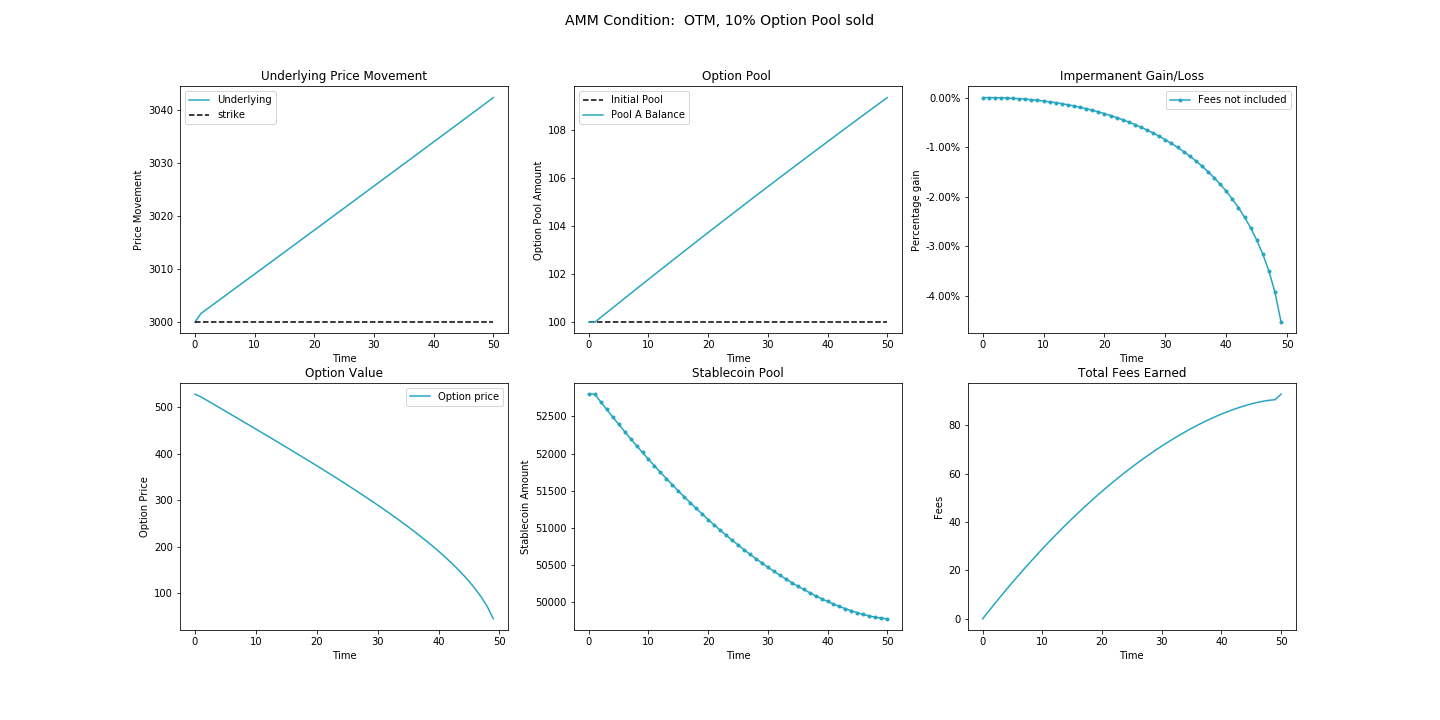 AMM Condition:  OTM, 10% Option Pool sold
Underlying Price Movement
Underlying
strike
Price Movement
3040
3030
3020
3010
3000
0 10 20 30 40 50
Time
Option Pool
Initial Pool
Pool A Balance
Option Pool Amount
108
106
104
102
100
0 10 20 30 40 50
Time
Impermanent Gain/Loss
Fees not included
Percentage gain
0.00%
-1.00%
-2.00%
-3.00%
-4.00%
0 10 20 30 40 50
Time
Option Value
Option price
Option Price
500
400
300
200
100
0 10 20 30 40 50
Time
Stablecoin Pool
Stablecoin Amount
52500
52000
51500
51000
50500
50000
0 10 20 30 40 50
Time
Total Fees Earned
Fees
80
60
40
20
0
0 10 20 30 40 50
Time